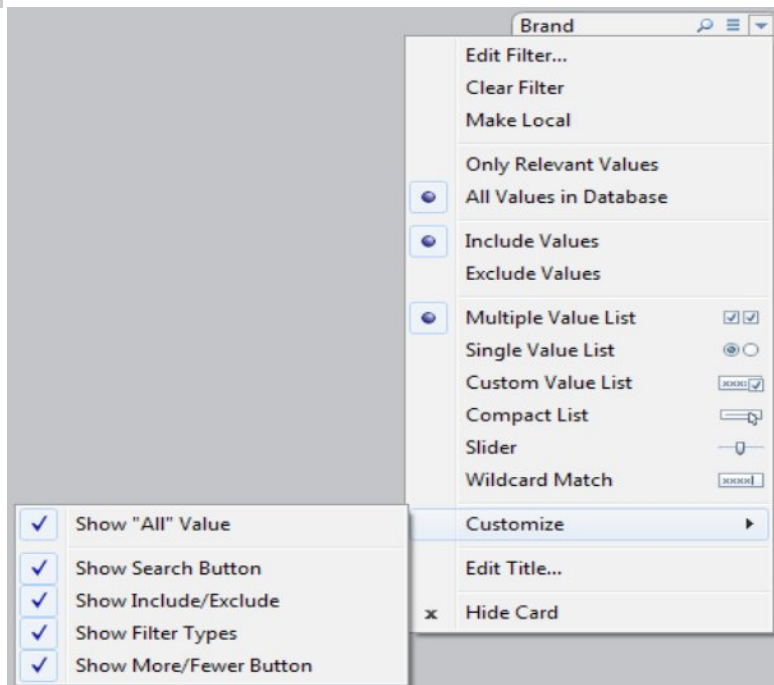 Brand
Edit Filter...
Clear Filter
Make Local
Only Relevant Values
All Values in Database
Include Values
Exclude Values
Multiple Value List
Single Value List
Custom Value List
Compact List
Slider
Wildcard Match
Customize
Edit Title...
Hide Card
Show "All" Value
Show Search Button
Show Include/Exclude
Show Filter Types
Show More/Fewer Button